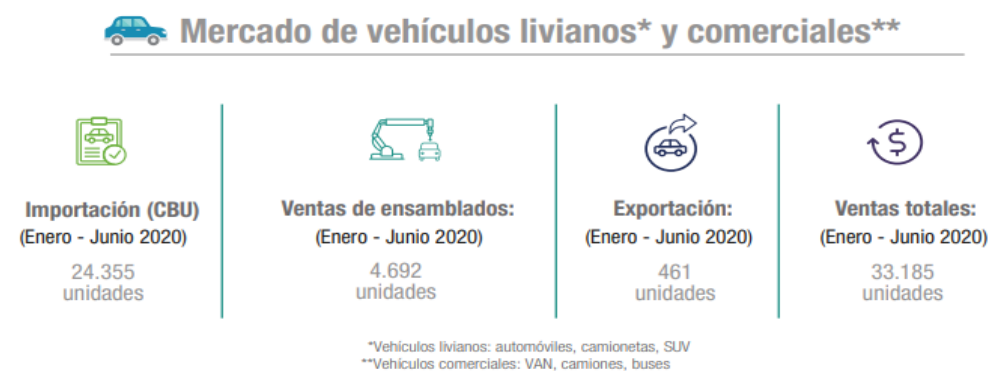 Mercado de vehículos livianos* y comerciales**
Importación (CBU)
(Enero - Junio 2020)
24.355
unidades
Ventas de ensamblados:
(Enero - Junio 2020)
4.692
unidades
Exportación:
(Enero - Junio 2020)
461
unidades
Ventas totales:
(Enero - Junio 2020)
33.185
unidades
*Vehículos livianos: automóviles, camionetas, SUV
**Vehículos comerciales: VAN, camiones, buses